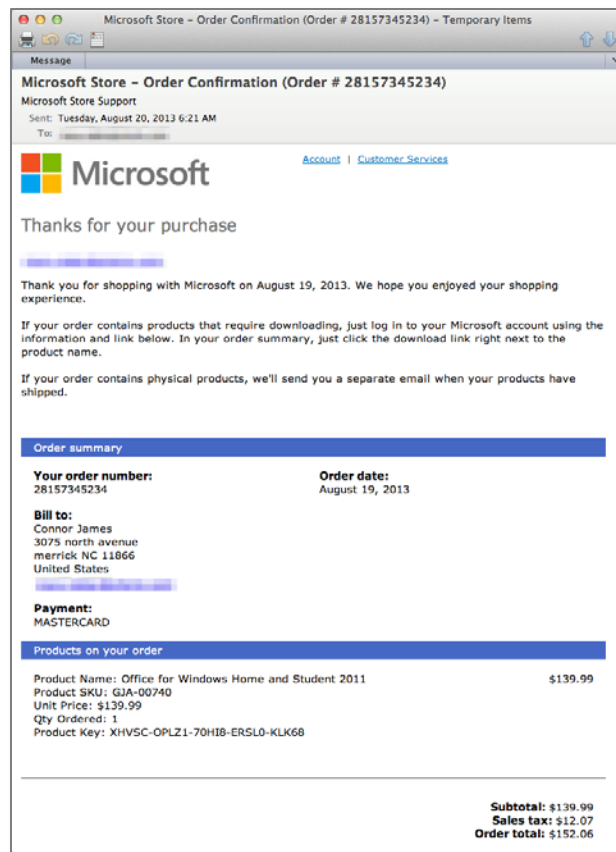 Microsoft Store – Order Confirmation (Order # 28157345234) – Temporary Items
Message
Microsoft Store – Order Confirmation (Order # 28157345234)
Microsoft Store Support
Sent: Tuesday, August 20, 2013 6:21 AM
To:
Microsoft
Account | Customer Services
Thanks for your purchase
Thank you for shopping with Microsoft on August 19, 2013. We hope you enjoyed your shopping
experience.
If your order contains products that require downloading, just log in to your Microsoft account using the
information and link below. In your order summary, just click the download link right next to the
product name.
If your order contains physical products, we'll send you a separate email when your products have
shipped.
Order summary
Your order number:
28157345234
Order date:
August 19, 2013
Bill to:
Connor James
3075 north avenue
merrick NC 11866
United States
Payment:
MASTERCARD
Products on your order
Product Name: Office for Windows Home and Student 2011 $139.99
Product SKU: GJA-00740
Unit Price: $139.99
Qty Ordered: 1
Product Key: XHVSC-OPLZ1-70HI8-ERSL0-KLK68
Subtotal: $139.99
Sales tax: $12.07
Order total: $152.06